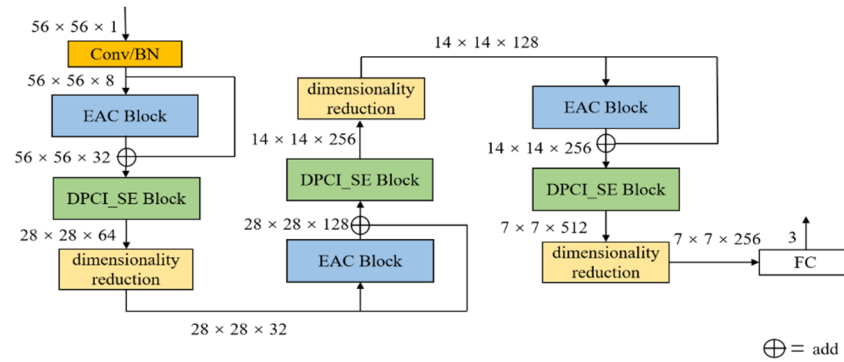 56 × 56 × 1
Conv/BN
56 × 56 × 8
EAC Block
56 × 56 × 32
DPCI_SE Block
28 × 28 × 64
dimensionality
reduction
28 × 28 × 32
EAC Block
28 × 28 × 128
DPCI_SE Block
14 × 14 × 256
dimensionality
reduction
14 × 14 × 128
EAC Block
14 × 14 × 256
DPCI_SE Block
7 × 7 × 512
dimensionality
reduction
7 × 7 × 256
FC
3
= add